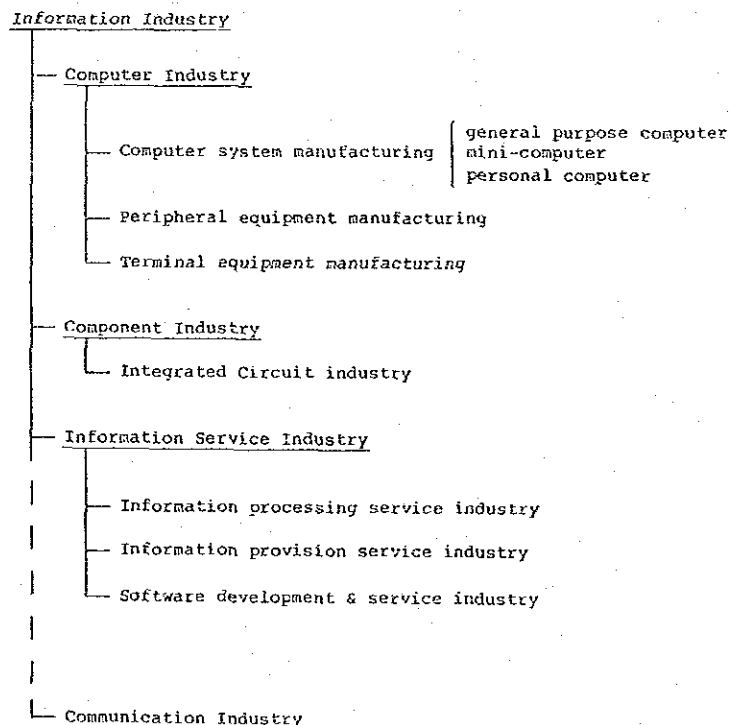 Information Industry
Computer Industry
Computer system manufacturing
general purpose computer
mini-computer
personal computer
Peripheral equipment manufacturing
Terminal equipment manufacturing
Component Industry
Integrated Circuit industry
Information Service Industry
Information processing service industry
Information provision service industry
Software development & service industry
Communication Industry